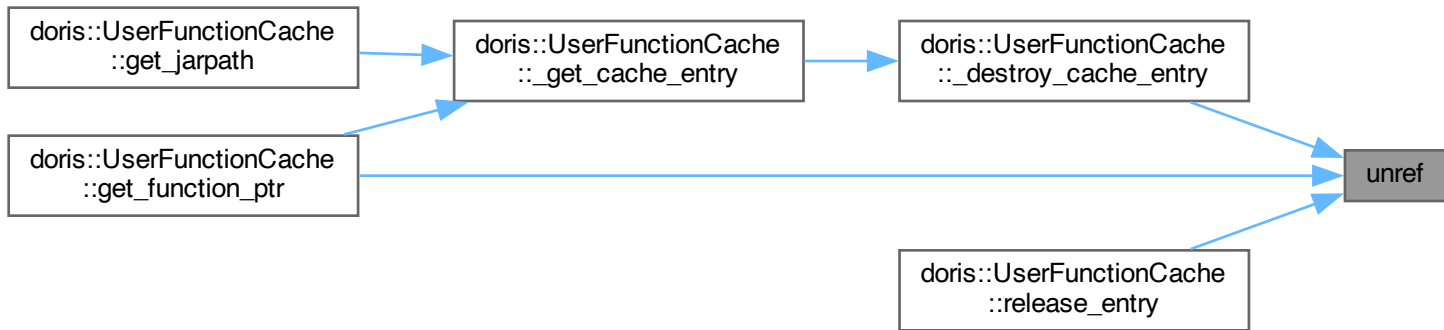 doris::UserFunctionCache
::get_jarpath
doris::UserFunctionCache
::_get_cache_entry
doris::UserFunctionCache
::_destroy_cache_entry
doris::UserFunctionCache
::get_function_ptr
unref
doris::UserFunctionCache
::release_entry